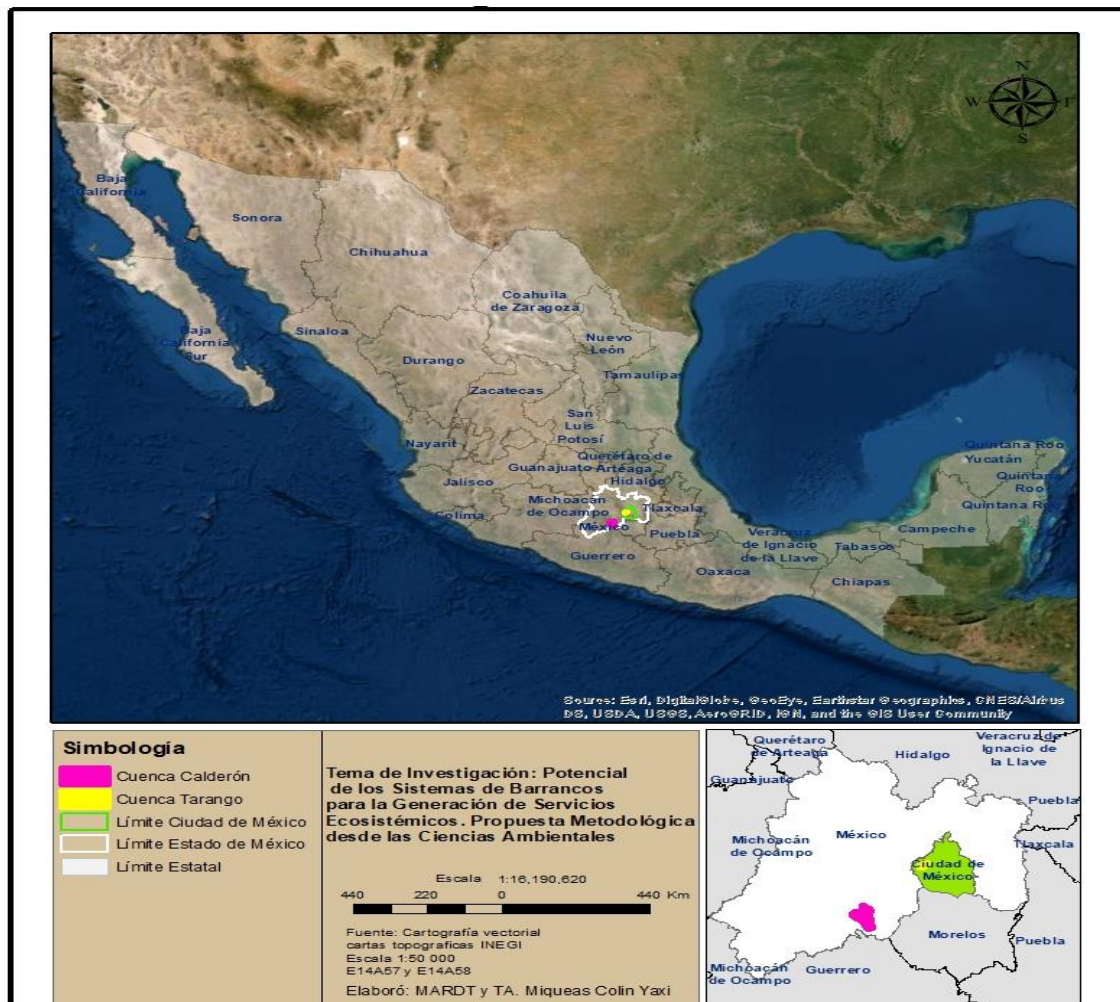 N
W
S
Baja
California
Sonora
Chihuahua
Coahuila
de Zaragoza
Baja
California
Sur
Sinaloa
Durango
Nuevo
León
Tamaulipas
Zacatecas
San
Luis
Potosí
Nayarit
Querétaro de
Guanajuato Arteaga
Hidalgo
Jalisco
Michoacán
de Ocampo
Tlaxcala
Colima
México
Puebla
Guerrero
Veracruz
de Ignacio
de la Llave
Oaxaca
Tabasco
Chiapas
Campeche
Quintana Roo
Yucatán
Quintana
Roo
Quintana Roo
Source: Esri, DigitalGlobe, GeoEye, Earthstar Geographics, CNES/Airbus
DS, USDA, USGS, AeroGRID, IGN, and the GIS User Community
Simbología
Cuenca Calderón
Cuenca Tarango
Límite Ciudad de México
Límite Estado de México
Límite Estatal
Tema de Investigación: Potencial
de los Sistemas de Barrancos
para la Generación de Servicios
Ecosistémicos. Propuesta Metodológica
desde las Ciencias Ambientales
Escala 1:16,190,620
440 220 0 440 Km
Fuente: Cartografía vectorial
cartas topograficas INEGI
Escala 1:50 000
E14A57 y E14A58
Elaboró: MARDT y TA. Miqueas Colin Yaxi
Querétaro
de Arteaga
Hidalgo
Veracruz de
Ignacio de
la Llave
Guanajuato
Puebla
Michoacán
de Ocampo
México
Tlaxcala
Ciudad de
México
Morelos
Puebla
Michoacán
de Ocampo
Guerrero